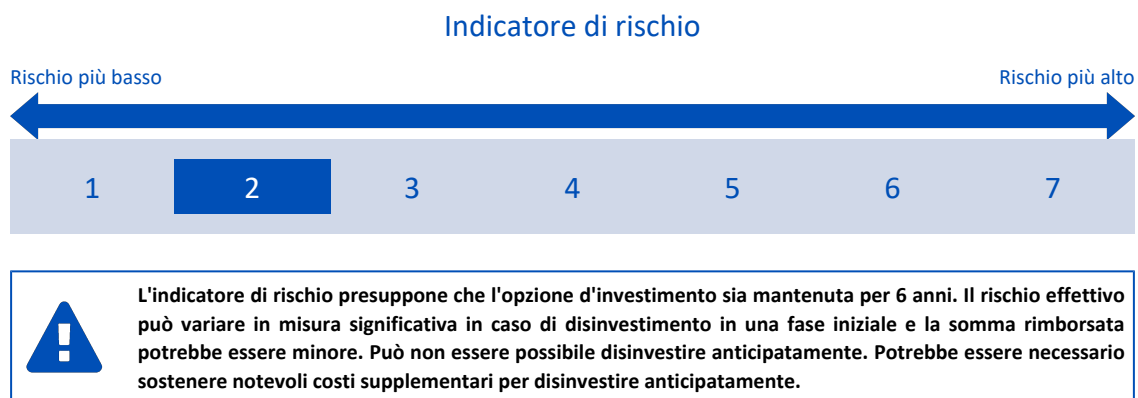 Indicatore di rischio
Rischio più basso
Rischio più alto
1 2 3 4 5 6 7
L'indicatore di rischio presuppone che l'opzione d'investimento sia mantenuta per 6 anni. Il rischio effettivo
può variare in misura significativa in caso di disinvestimento in una fase iniziale e la somma rimborsata
potrebbe essere minore. Può non essere possibile disinvestire anticipatamente. Potrebbe essere necessario
sostenere notevoli costi supplementari per disinvestire anticipatamente.